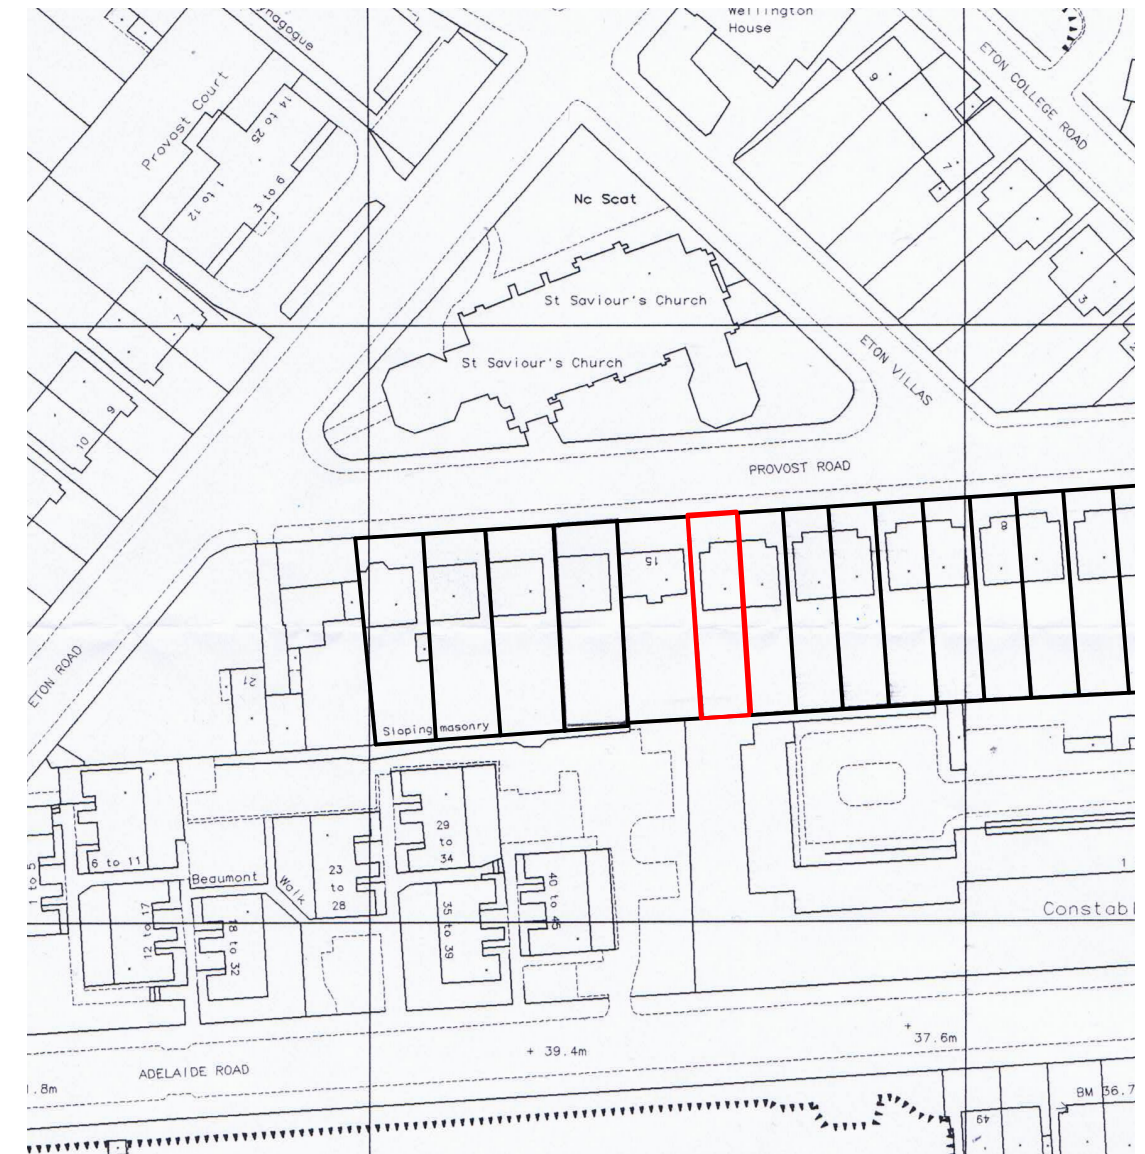 Wellington
House
ETON COLLEGE ROAD
Provost Court
14 to 25
9 to 3
1 to 12
9
7
3
Nc Scat
St Saviour's Church
St Saviour's Church
ETON VILLAS
7
9
10
PROVOST ROAD
15
8
ETON ROAD
21
Sloping masonry
29
to
34
6 to 11
Beaumont
Walk
23
to
28
1 to 5
12 to 17
18 to 32
35 to 39
40 to 45
Constabl
+ 39.4m
+
37.6m
ADELAIDE ROAD
1.8m
BM 36.7
49